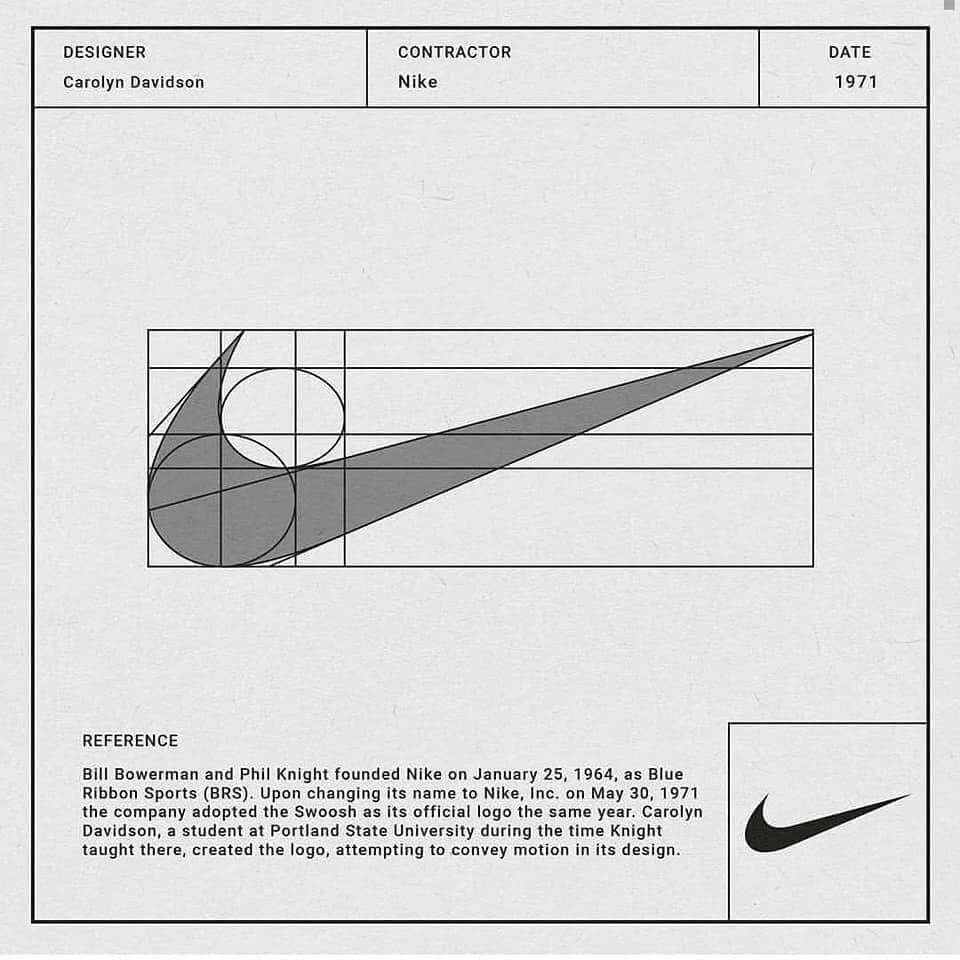 DESIGNER
Carolyn Davidson
CONTRACTOR
Nike
DATE
1971
REFERENCE
Bill Bowerman and Phil Knight founded Nike on January 25, 1964, as Blue
Ribbon Sports (BRS). Upon changing its name to Nike, Inc. on May 30, 1971
the company adopted the Swoosh as its official logo the same year. Carolyn
Davidson, a student at Portland State University during the time Knight
taught there, created the logo, attempting to convey motion in its design.